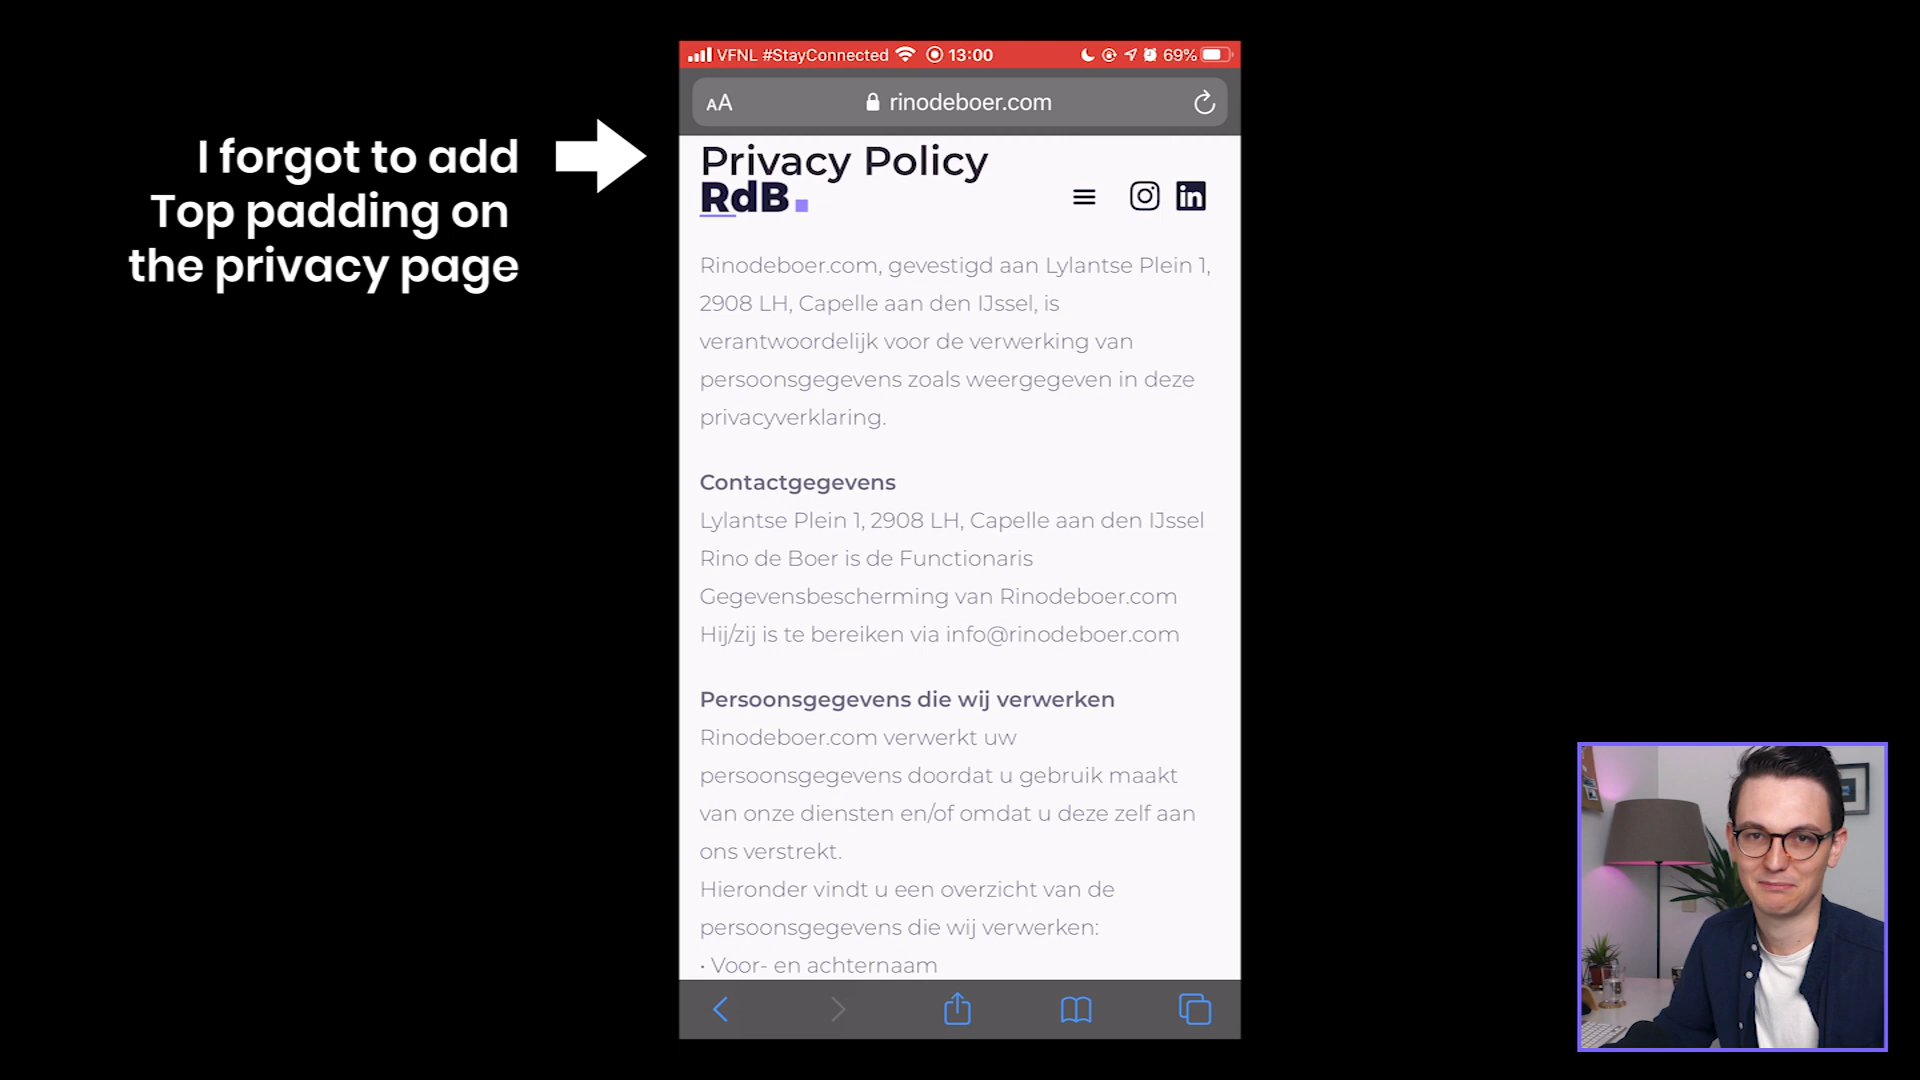 I forgot to add
Top padding on
the privacy page
VFNL #StayConnected 13:00 69%
AA rinodeboer.com
Privacy Policy
RdB.
in
Rinodeboer.com, gevestigd aan Lylantse Plein 1,
2908 LH, Capelle aan den IJssel, is
verantwoordelijk voor de verwerking van
persoonsgegevens zoals weergegeven in deze
privacyverklaring.
Contactgegevens
Lylantse Plein 1, 2908 LH, Capelle aan den IJssel
Rino de Boer is de Functionaris
Gegevensbescherming van Rinodeboer.com
Hij/zij is te bereiken via info@rinodeboer.com
Persoonsgegevens die wij verwerken
Rinodeboer.com verwerkt uw
persoonsgegevens doordat u gebruik maakt
van onze diensten en/of omdat u deze zelf aan
ons verstrekt.
Hieronder vindt u een overzicht van de
persoonsgegevens die wij verwerken:
• Voor- en achternaam